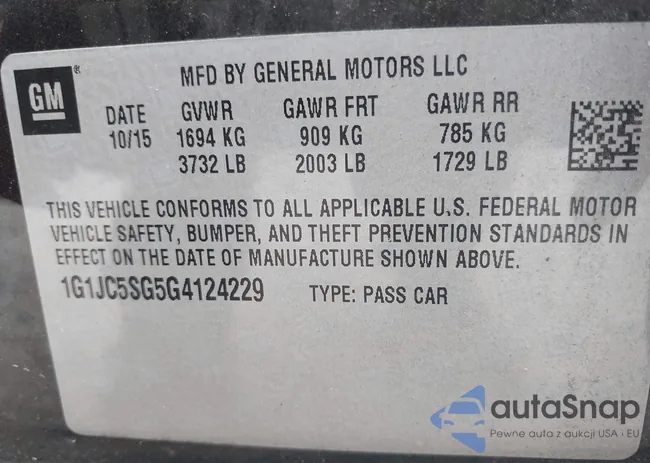 GM ®
MFD BY GENERAL MOTORS LLC
DATE GVWR GAWR FRT GAWR RR
10/15 1694 KG 909 KG 785 KG
3732 LB 2003 LB 1729 LB
THIS VEHICLE CONFORMS TO ALL APPLICABLE U.S. FEDERAL MOTOR
VEHICLE SAFETY, BUMPER, AND THEFT PREVENTION STANDARDS IN
EFFECT ON THE DATE OF MANUFACTURE SHOWN ABOVE.
1G1JC5SG5G4124229 TYPE: PASS CAR
autaSnap
Pewne auta z aukcji USA i EU